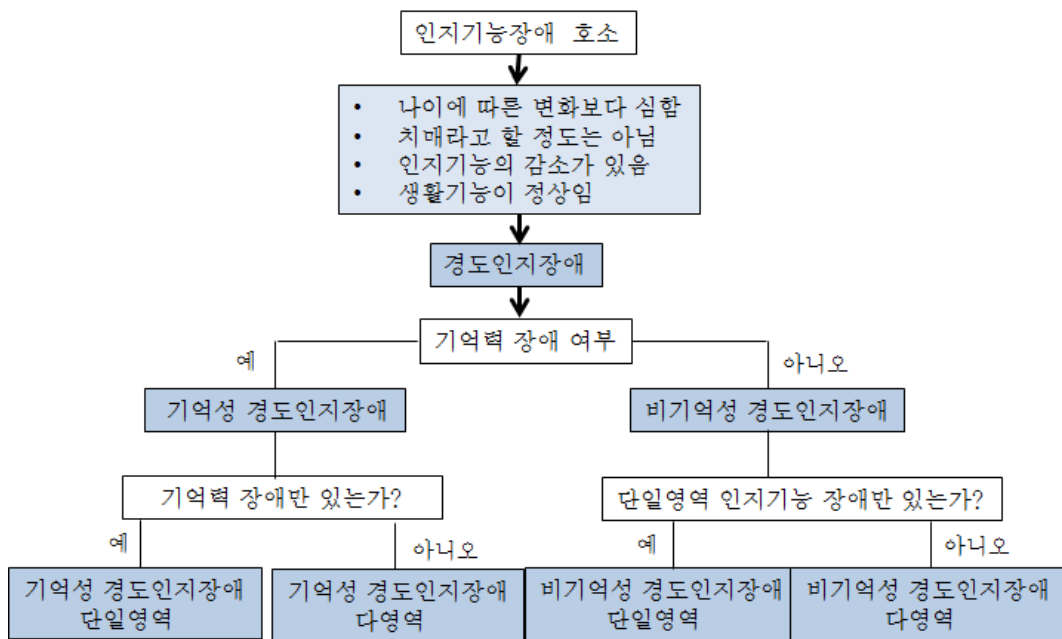 인지기능장애 호소
• 나이에 따른 변화보다 심함
• 치매라고 할 정도는 아님
• 인지기능의 감소가 있음
• 생활기능이 정상임
경도인지장애
기억력 장애 여부
예
아니오
기억성 경도인지장애
비기억성 경도인지장애
기억력 장애만 있는가?
단일영역 인지기능 장애만 있는가?
예
아니오
예
아니오
기억성 경도인지장애
단일영역
기억성 경도인지장애
다영역
비기억성 경도인지장애
단일영역
비기억성 경도인지장애
다영역